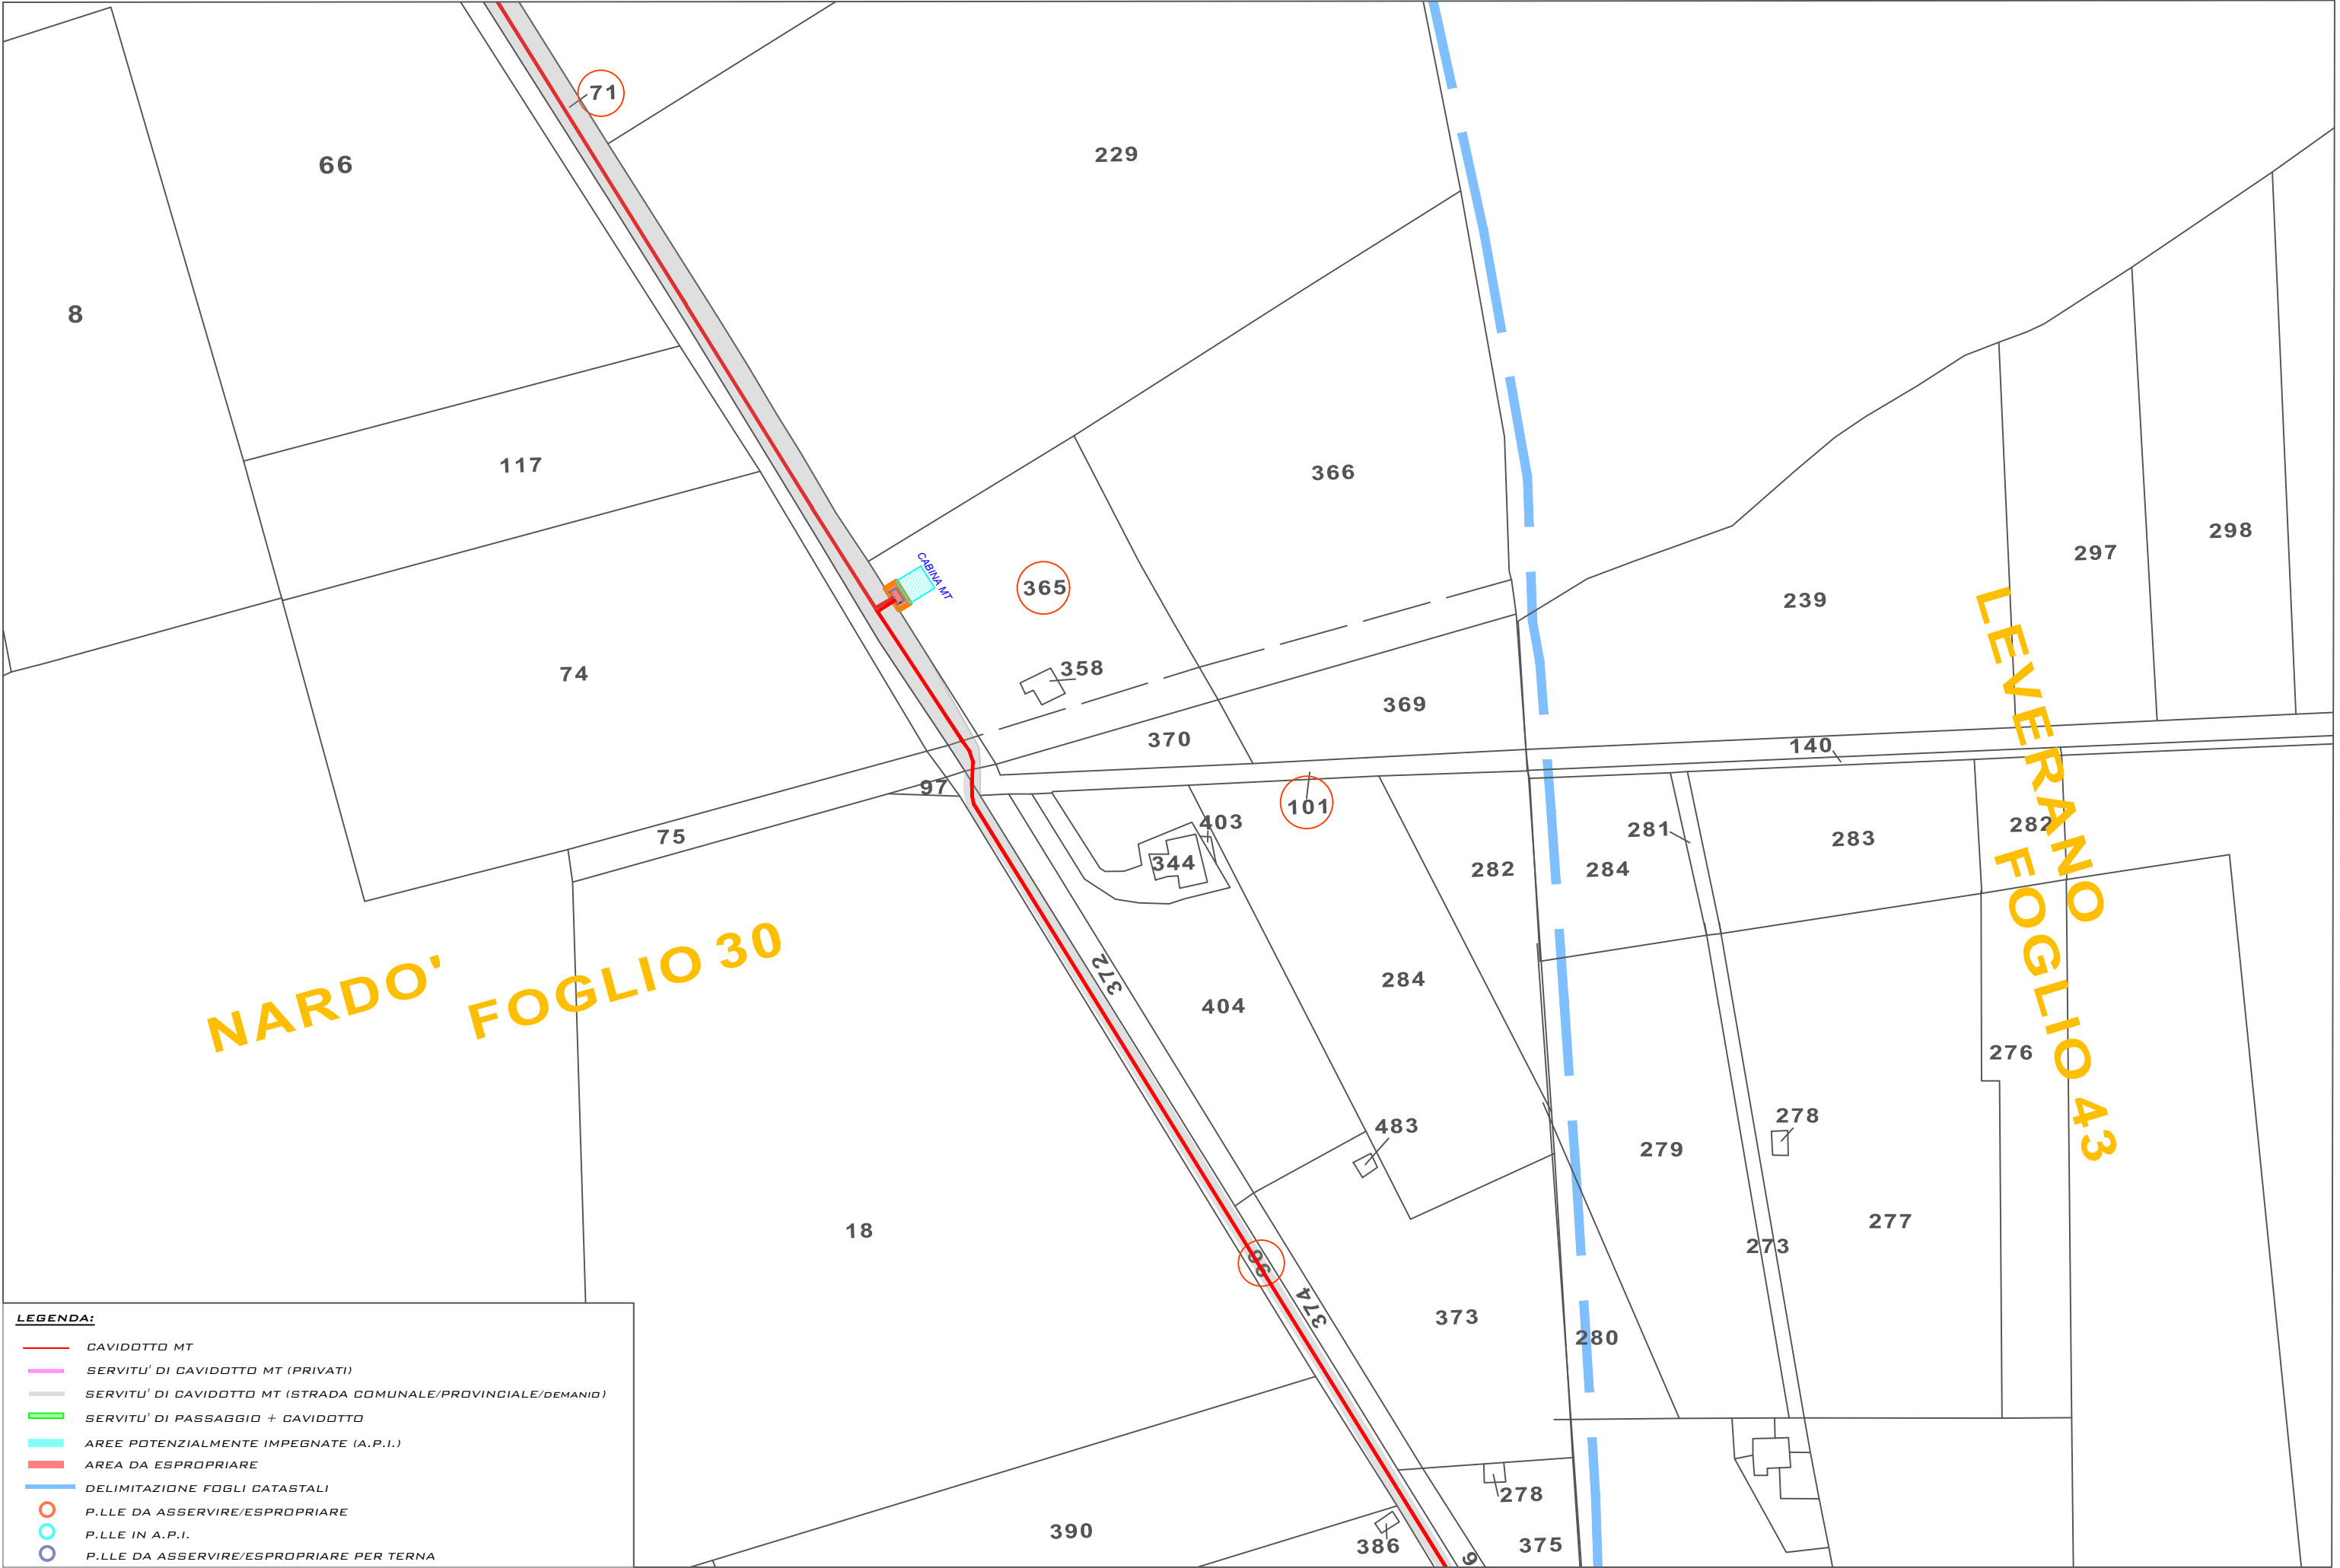 71
66
229
8
117
366
365
CABINA MT
358
74
370
369
239
297
298
140
97
75
101
403
344
282
284
281
283
282
LEVERANO
FOGLIO 43
NARDO'
FOGLIO 30
372
404
284
483
279
278
276
277
273
18
99
374
373
280
390
386
278
375
LEGENDA:
CAVIDOTTO MT
SERVITU' DI CAVIDOTTO MT (PRIVATI)
SERVITU' DI CAVIDOTTO MT (STRADA COMUNALE/PROVINCIALE/DEMANIO)
SERVITU' DI PASSAGGIO + CAVIDOTTO
AREE POTENZIALMENTE IMPEGNATE (A.P.I.)
AREA DA ESPROPRIARE
DELIMITAZIONE FOGLI CATASTALI
P.LLE DA ASSERVIRE/ESPROPRIARE
P.LLE IN A.P.I.
P.LLE DA ASSERVIRE/ESPROPRIARE PER TERNA